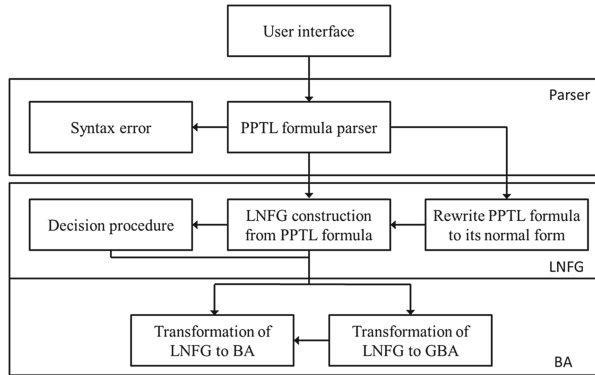 User interface
Parser
Syntax error
PPTL formula parser
Decision procedure
LNFG construction
from PPTL formula
Rewrite PPTL formula
to its normal form
LNFG
Transformation of
LNFG to BA
Transformation of
LNFG to GBA
BA